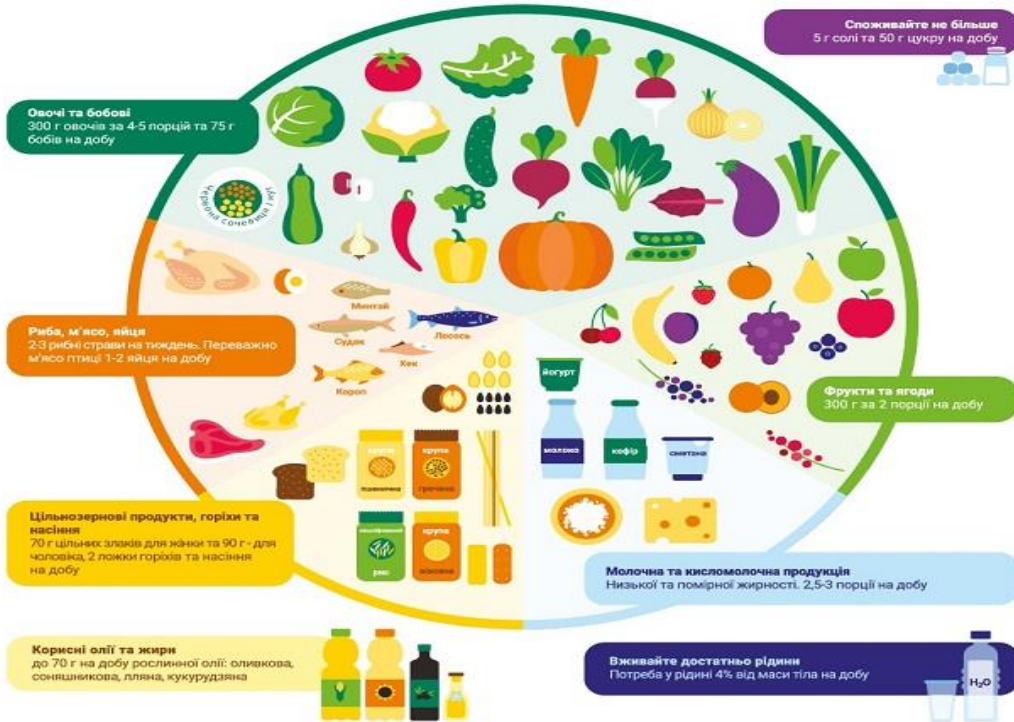 Споживайте не більше
5 г солі та 50 г цукру на добу
Овочі та бобові
300 г овочів за 4-5 порцій та 75 г
бобів на добу
Червона сочевиця і нут
Минтай
Судак
Лосось
Хек
Короп
Риба, м'ясо, яйця
2-3 рибні страви на тиждень. Переважно
м'ясо птиці 1-2 яйця на добу
йогурт
молоко
кефір
сметана
Фрукти та ягоди
300 г за 2 порції на добу
крупа
пшенична
крупа
гречана
рис
крупа
вівсяна
Цільнозернові продукти, горіхи та
насіння
70 г цільних злаків для жінки та 90 г - для
чоловіка, 2 ложки горіхів та насіння
на добу
Молочна та кисломолочна продукція
Низької та помірної жирності. 2,5-3 порції на добу
Корисні олії та жири
до 70 г на добу рослинної олії: оливкова,
соняшникова, лляна, кукурудзяна
Вживайте достатньо рідини
Потреба у рідині 4% від маси тіла на добу
H₂O